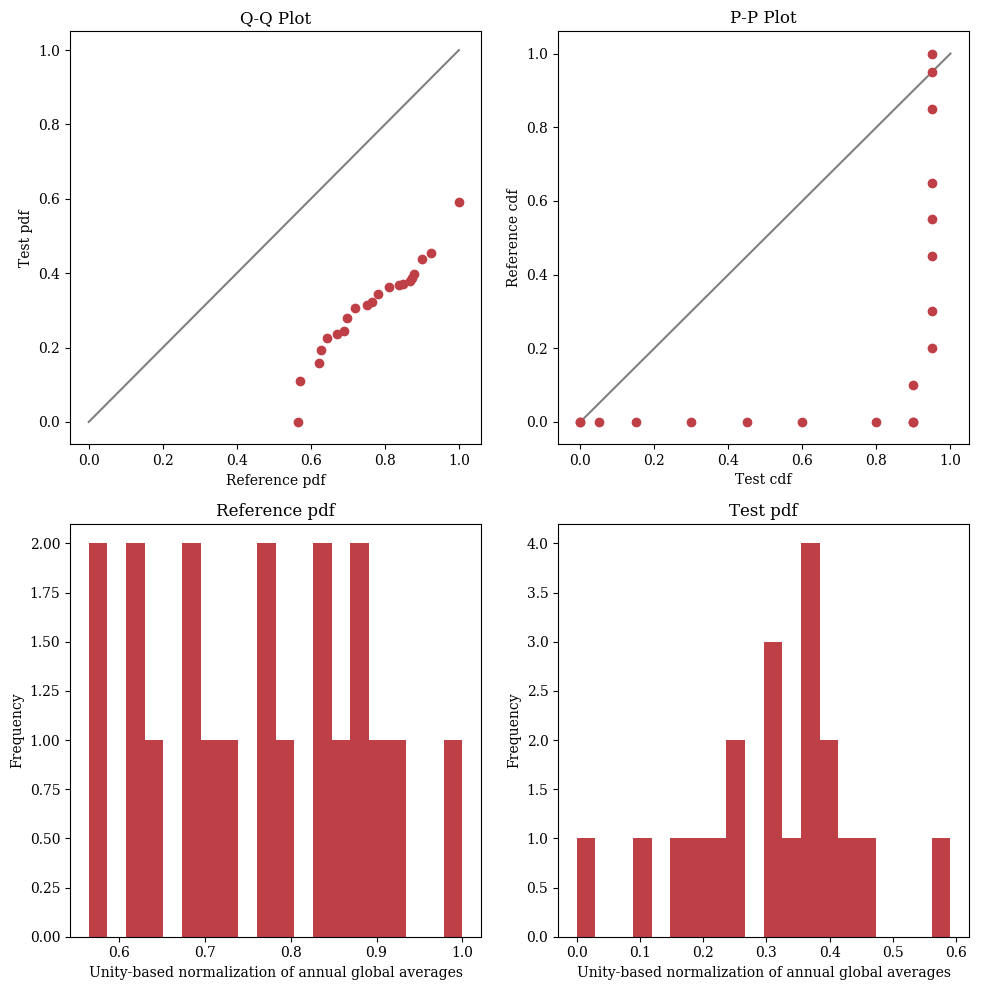 Q-Q Plot
1.0
0.8
0.6
0.4
0.2
0.0
Test pdf
0.0 0.2 0.4 0.6 0.8 1.0
Reference pdf
P-P Plot
1.0
0.8
0.6
0.4
0.2
0.0
Reference cdf
0.0 0.2 0.4 0.6 0.8 1.0
Test cdf
Reference pdf
2.00
1.75
1.50
1.25
1.00
0.75
0.50
0.25
0.00
Frequency
0.6 0.7 0.8 0.9 1.0
Unity-based normalization of annual global averages
Test pdf
4.0
3.5
3.0
2.5
2.0
1.5
1.0
0.5
0.0
Frequency
0.0 0.1 0.2 0.3 0.4 0.5 0.6
Unity-based normalization of annual global averages